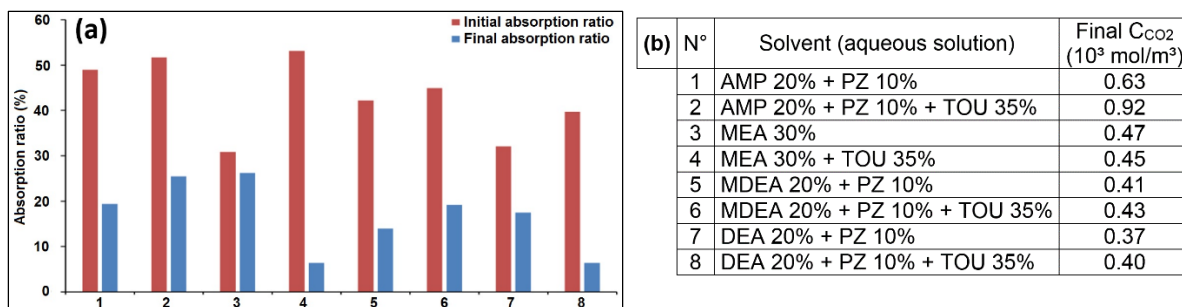 (a)
Initial absorption ratio
Final absorption ratio
Absorption ratio (%)
60
50
40
30
20
10
0
1 2 3 4 5 6 7 8
(b) N° Solvent (aqueous solution) Final CCO2 (10³ mol/m³)
1 AMP 20% + PZ 10% 0.63
2 AMP 20% + PZ 10% + TOU 35% 0.92
3 MEA 30% 0.47
4 MEA 30% + TOU 35% 0.45
5 MDEA 20% + PZ 10% 0.41
6 MDEA 20% + PZ 10% + TOU 35% 0.43
7 DEA 20% + PZ 10% 0.37
8 DEA 20% + PZ 10% + TOU 35% 0.40